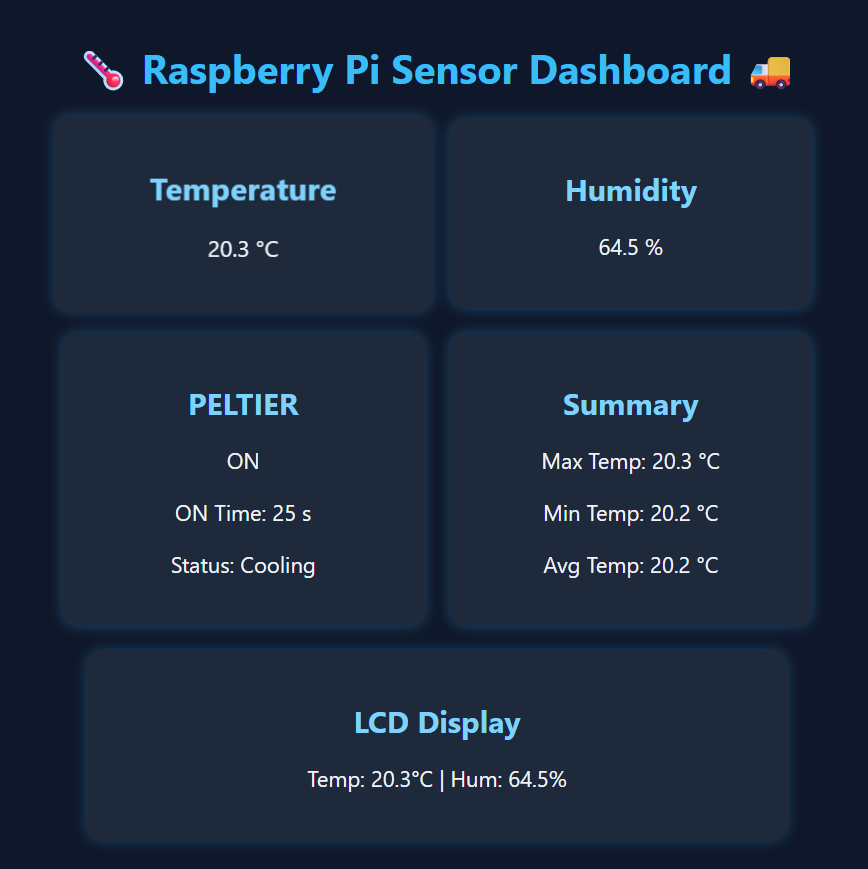 Raspberry Pi Sensor Dashboard
Temperature
20.3 °C
Humidity
64.5 %
PELTIER
ON
ON Time: 25 s
Status: Cooling
Summary
Max Temp: 20.3 °C
Min Temp: 20.2 °C
Avg Temp: 20.2 °C
LCD Display
Temp: 20.3°C | Hum: 64.5%